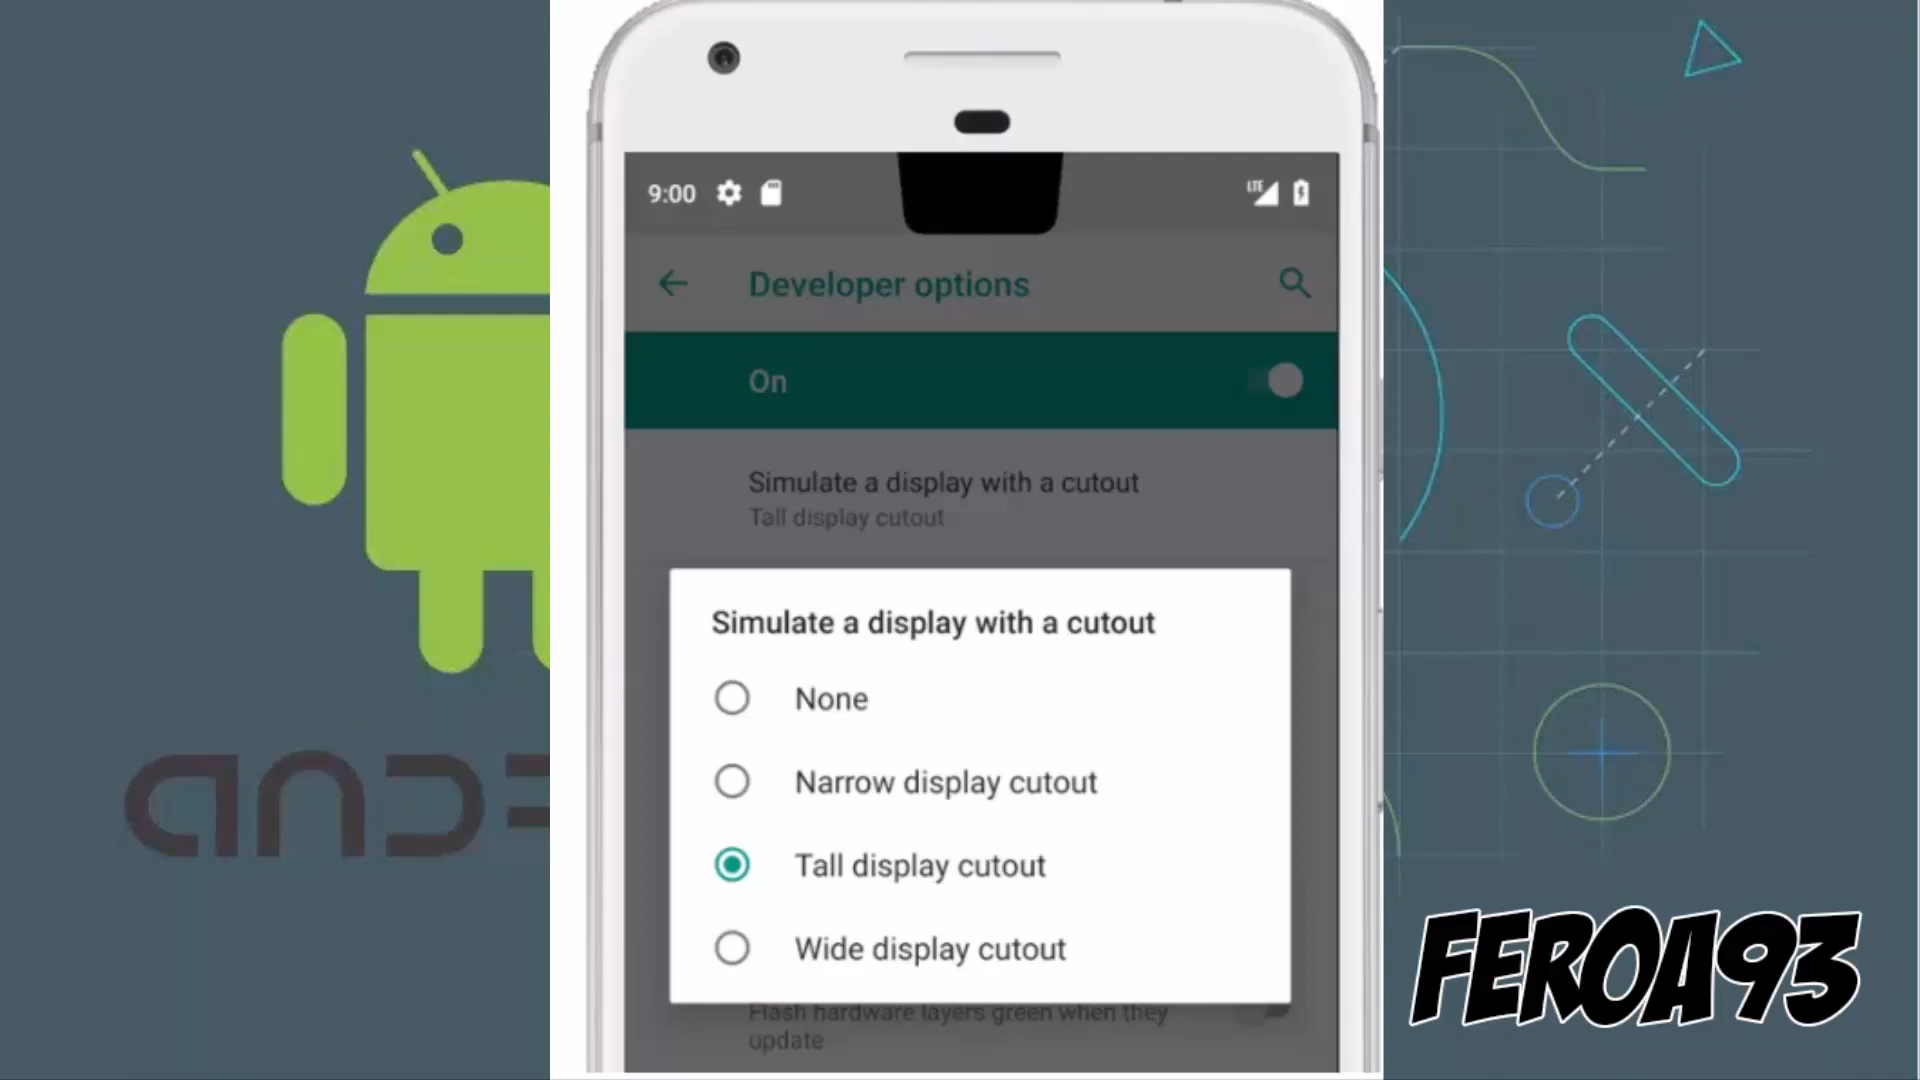 9:00
LTE
Developer options
On
Simulate a display with a cutout
Tall display cutout
Simulate a display with a cutout
None
Narrow display cutout
Tall display cutout
Wide display cutout
Flash hardware layers green when they
update
FEROA93